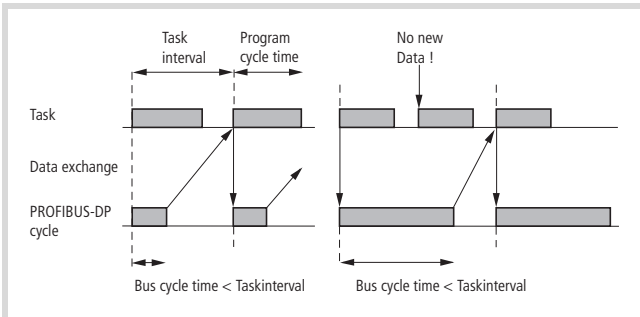 Task
interval
Program
cycle time
No new
Data !
Task
Data exchange
PROFIBUS-DP
cycle
Bus cycle time < Taskinterval
Bus cycle time < Taskinterval